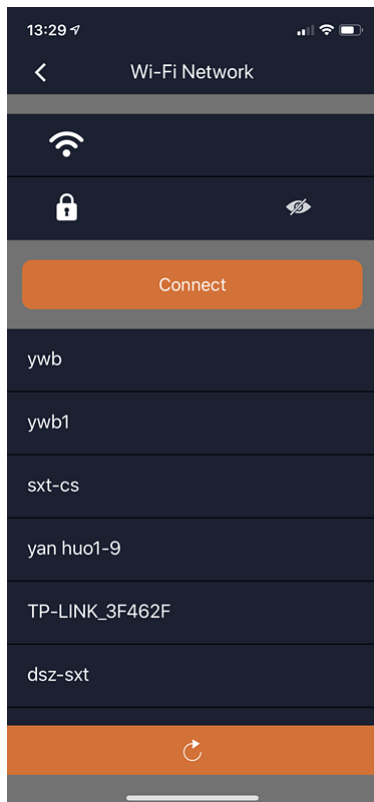 13:29
Wi-Fi Network
Connect
ywb
ywb1
sxt-cs
yan huo1-9
TP-LINK_3F462F
dsz-sxt